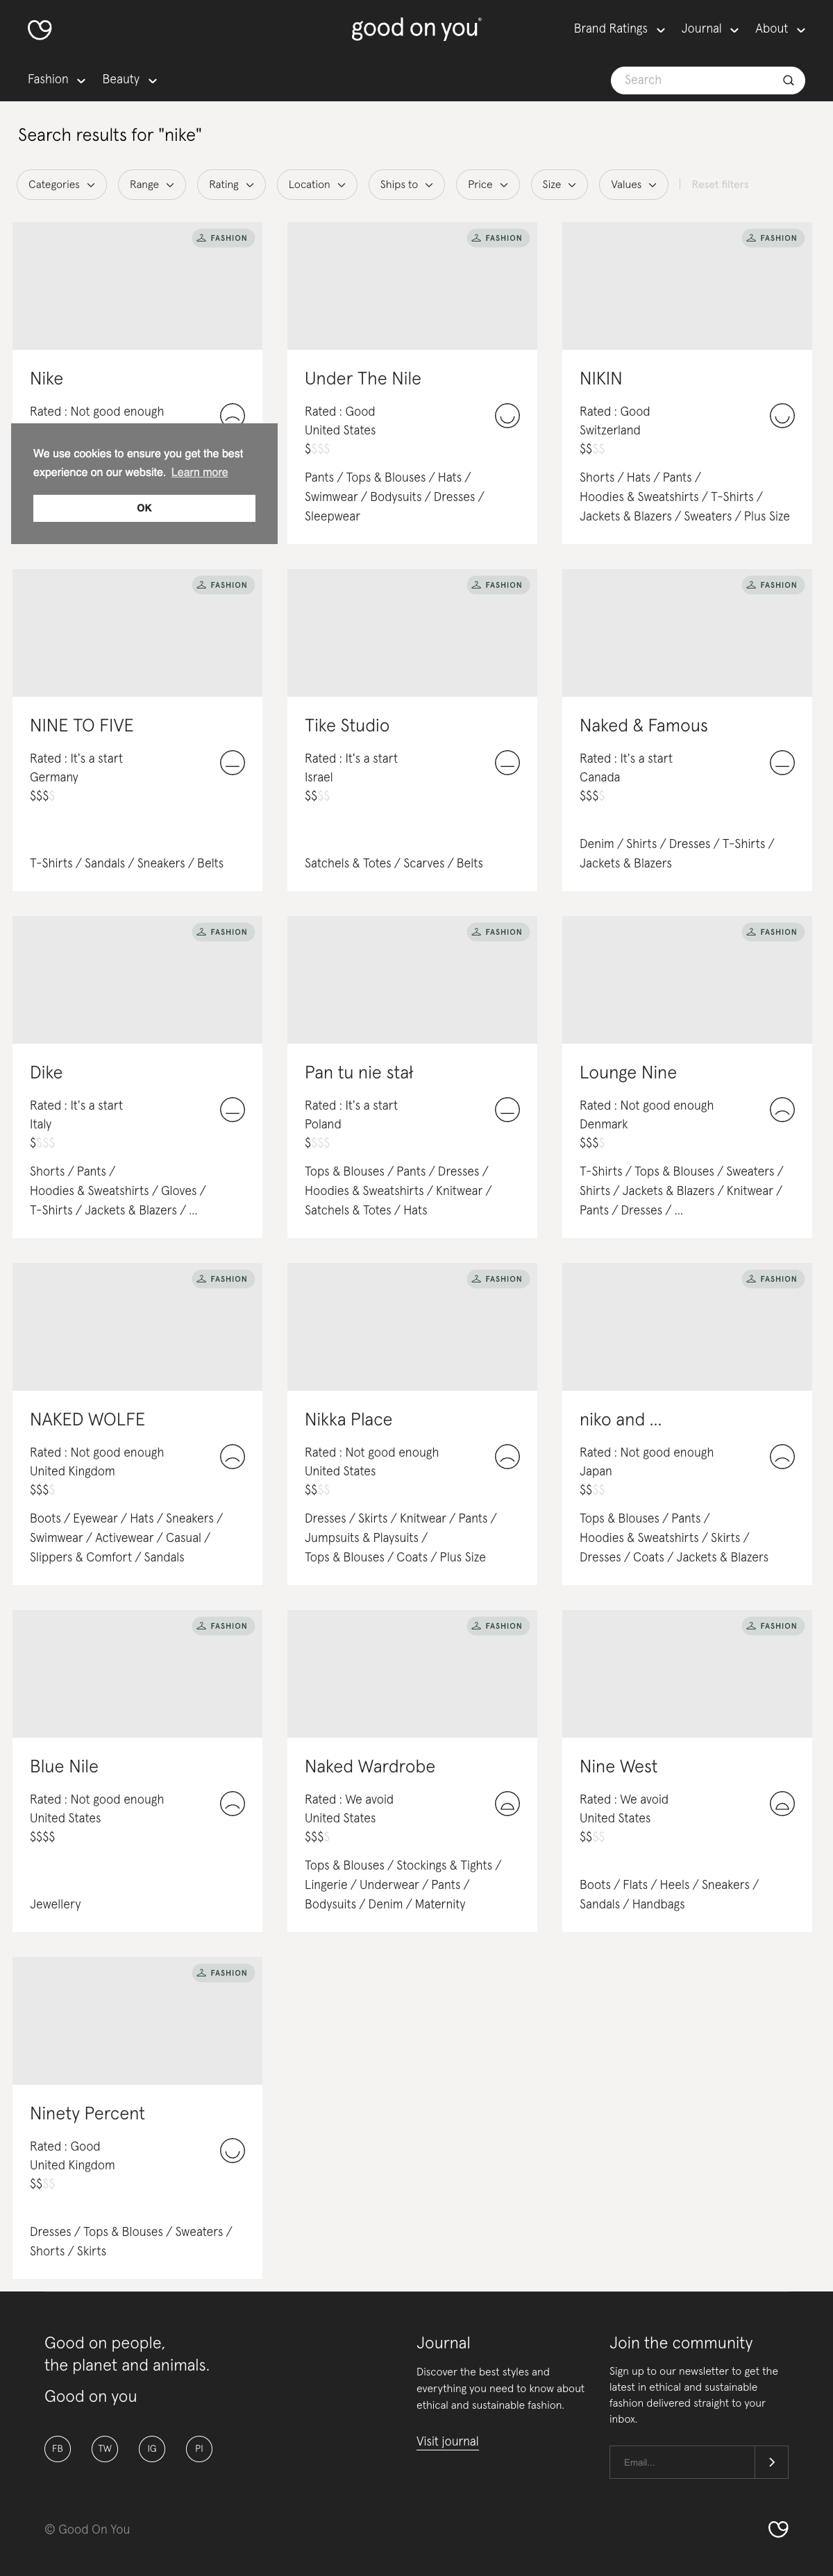 good on you®
Brand Ratings
Journal
About
Fashion
Beauty
Search
Search results for "nike"
Categories
Range
Rating
Location
Ships to
Price
Size
Values
Reset filters
FASHION
Nike
Rated : Not good enough
We use cookies to ensure you get the best
experience on our website. Learn more
OK
FASHION
Under The Nile
Rated : Good
United States
$$$$
Pants / Tops & Blouses / Hats /
Swimwear / Bodysuits / Dresses /
Sleepwear
FASHION
NIKIN
Rated : Good
Switzerland
$$$$
Shorts / Hats / Pants /
Hoodies & Sweatshirts / T-Shirts /
Jackets & Blazers / Sweaters / Plus Size
FASHION
NINE TO FIVE
Rated : It's a start
Germany
$$$$
T-Shirts / Sandals / Sneakers / Belts
FASHION
Tike Studio
Rated : It's a start
Israel
$$$$
Satchels & Totes / Scarves / Belts
FASHION
Naked & Famous
Rated : It's a start
Canada
$$$$
Denim / Shirts / Dresses / T-Shirts /
Jackets & Blazers
FASHION
Dike
Rated : It's a start
Italy
$$$$
Shorts / Pants /
Hoodies & Sweatshirts / Gloves /
T-Shirts / Jackets & Blazers / ...
FASHION
Pan tu nie stał
Rated : It's a start
Poland
$$$$
Tops & Blouses / Pants / Dresses /
Hoodies & Sweatshirts / Knitwear /
Satchels & Totes / Hats
FASHION
Lounge Nine
Rated : Not good enough
Denmark
$$$$
T-Shirts / Tops & Blouses / Sweaters /
Shirts / Jackets & Blazers / Knitwear /
Pants / Dresses / ...
FASHION
NAKED WOLFE
Rated : Not good enough
United Kingdom
$$$$
Boots / Eyewear / Hats / Sneakers /
Swimwear / Activewear / Casual /
Slippers & Comfort / Sandals
FASHION
Nikka Place
Rated : Not good enough
United States
$$$$
Dresses / Skirts / Knitwear / Pants /
Jumpsuits & Playsuits /
Tops & Blouses / Coats / Plus Size
FASHION
niko and ...
Rated : Not good enough
Japan
$$$$
Tops & Blouses / Pants /
Hoodies & Sweatshirts / Skirts /
Dresses / Coats / Jackets & Blazers
FASHION
Blue Nile
Rated : Not good enough
United States
$$$$
Jewellery
FASHION
Naked Wardrobe
Rated : We avoid
United States
$$$$
Tops & Blouses / Stockings & Tights /
Lingerie / Underwear / Pants /
Bodysuits / Denim / Maternity
FASHION
Nine West
Rated : We avoid
United States
$$$$
Boots / Flats / Heels / Sneakers /
Sandals / Handbags
FASHION
Ninety Percent
Rated : Good
United Kingdom
$$$$
Dresses / Tops & Blouses / Sweaters /
Shorts / Skirts
Good on people,
the planet and animals.
Good on you
FB
TW
IG
PI
Journal
Discover the best styles and
everything you need to know about
ethical and sustainable fashion.
Visit journal
Join the community
Sign up to our newsletter to get the
latest in ethical and sustainable
fashion delivered straight to your
inbox.
Email...
© Good On You